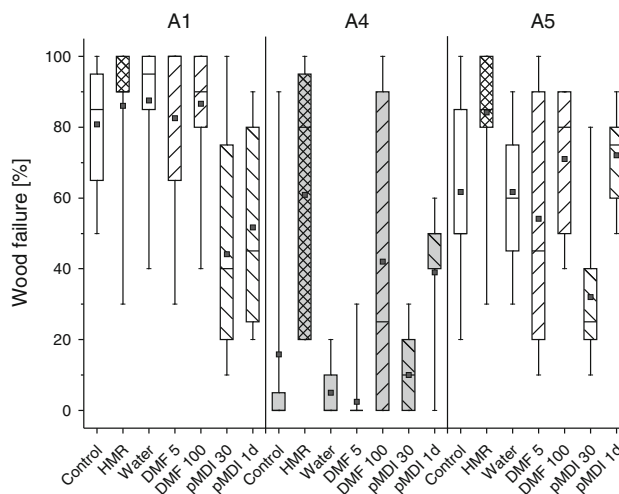 A1 A4 A5
Wood failure [%]
100
80
60
40
20
0
Control HMR Water DMF 5 DMF 100 pMDI 30 pMDI 1d Control HMR Water DMF 5 DMF 100 pMDI 30 pMDI 1d Control HMR Water DMF 5 DMF 100 pMDI 30 pMDI 1d